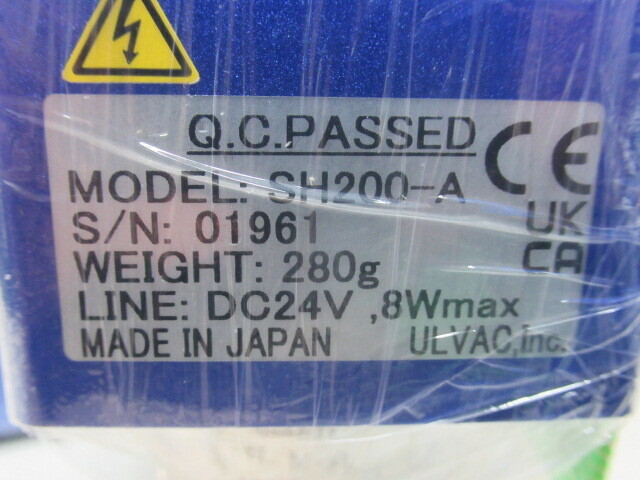 Q.C.PASSED
MODEL: SH200-A
S/N: 01961
WEIGHT: 280g
LINE: DC24V ,8Wmax
MADE IN JAPAN ULVAC,Inc.
CE
UK
CA